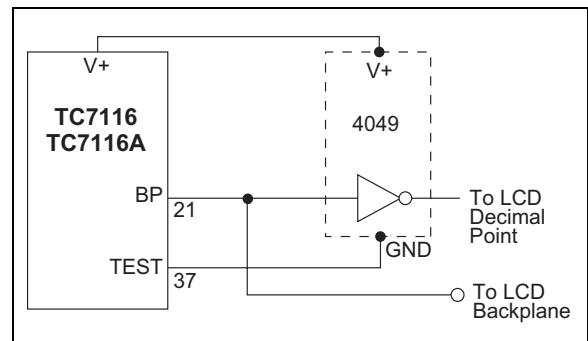 V+
V+
TC7116
TC7116A
4049
BP
21
To LCD
Decimal
Point
GND
TEST
37
To LCD
Backplane